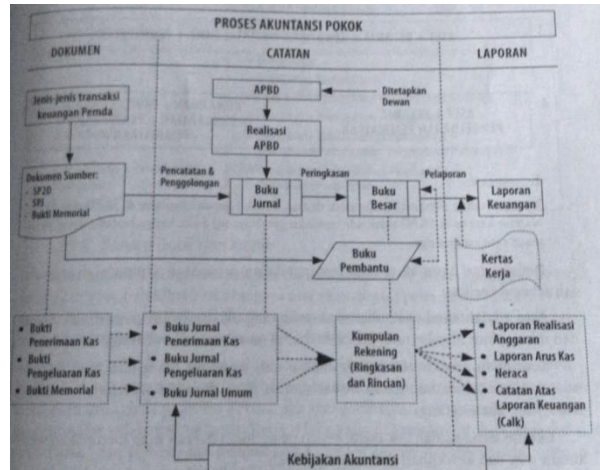 PROSES AKUNTANSI POKOK
DOKUMEN
CATATAN
LAPORAN
Jenis-jenis transaksi
keuangan Pemda
APBD
Ditetapkan
Dewan
Realisasi
APBD
Dokumen Sumber:
- SP2D
- SPJ
- Bukti Memorial
Pencatatan &
Penggolongan
Buku
Jurnal
Peringkasan
Buku
Besar
Pelaporan
Laporan
Keuangan
Buku
Pembantu
Kertas
Kerja
• Bukti
Penerimaan Kas
• Bukti
Pengeluaran Kas
• Bukti Memorial
• Buku Jurnal
Penerimaan Kas
• Buku Jurnal
Pengeluaran Kas
• Buku Jurnal Umum
Kumpulan
Rekening
(Ringkasan
dan Rincian)
• Laporan Realisasi
Anggaran
• Laporan Arus Kas
• Neraca
• Catatan Atas
Laporan Keuangan
(Calk)
Kebijakan Akuntansi